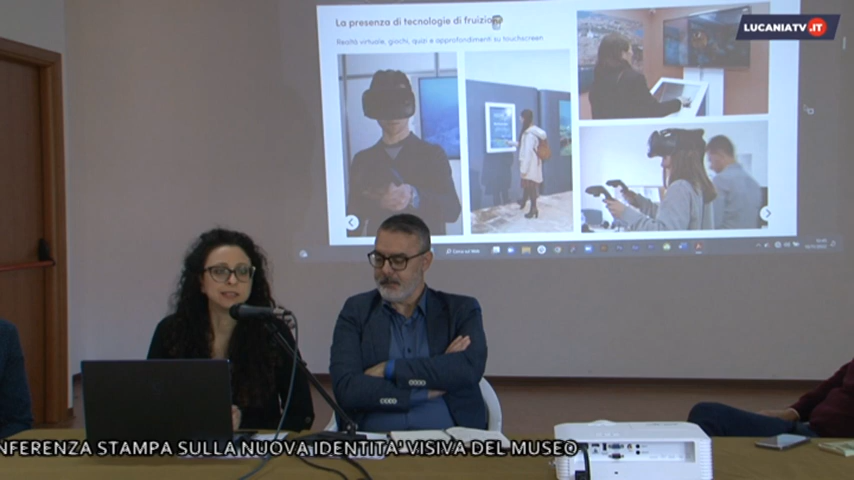 La presenza di tecnologie di fruizione
Realtà virtuale, giochi, quiz e approfondimenti su touchscreen
LUCANIATV.IT
NFERENZA STAMPA SULLA NUOVA IDENTITA' VISIVA DEL MUSEO